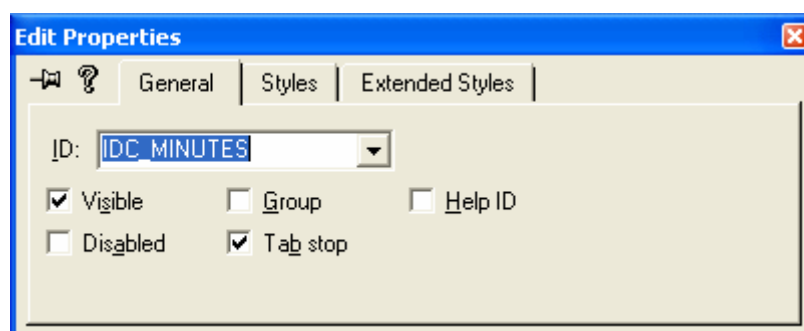 Edit Properties
General Styles Extended Styles
ID: IDC_MINUTES
Visible Group Help ID
Disabled Tab stop